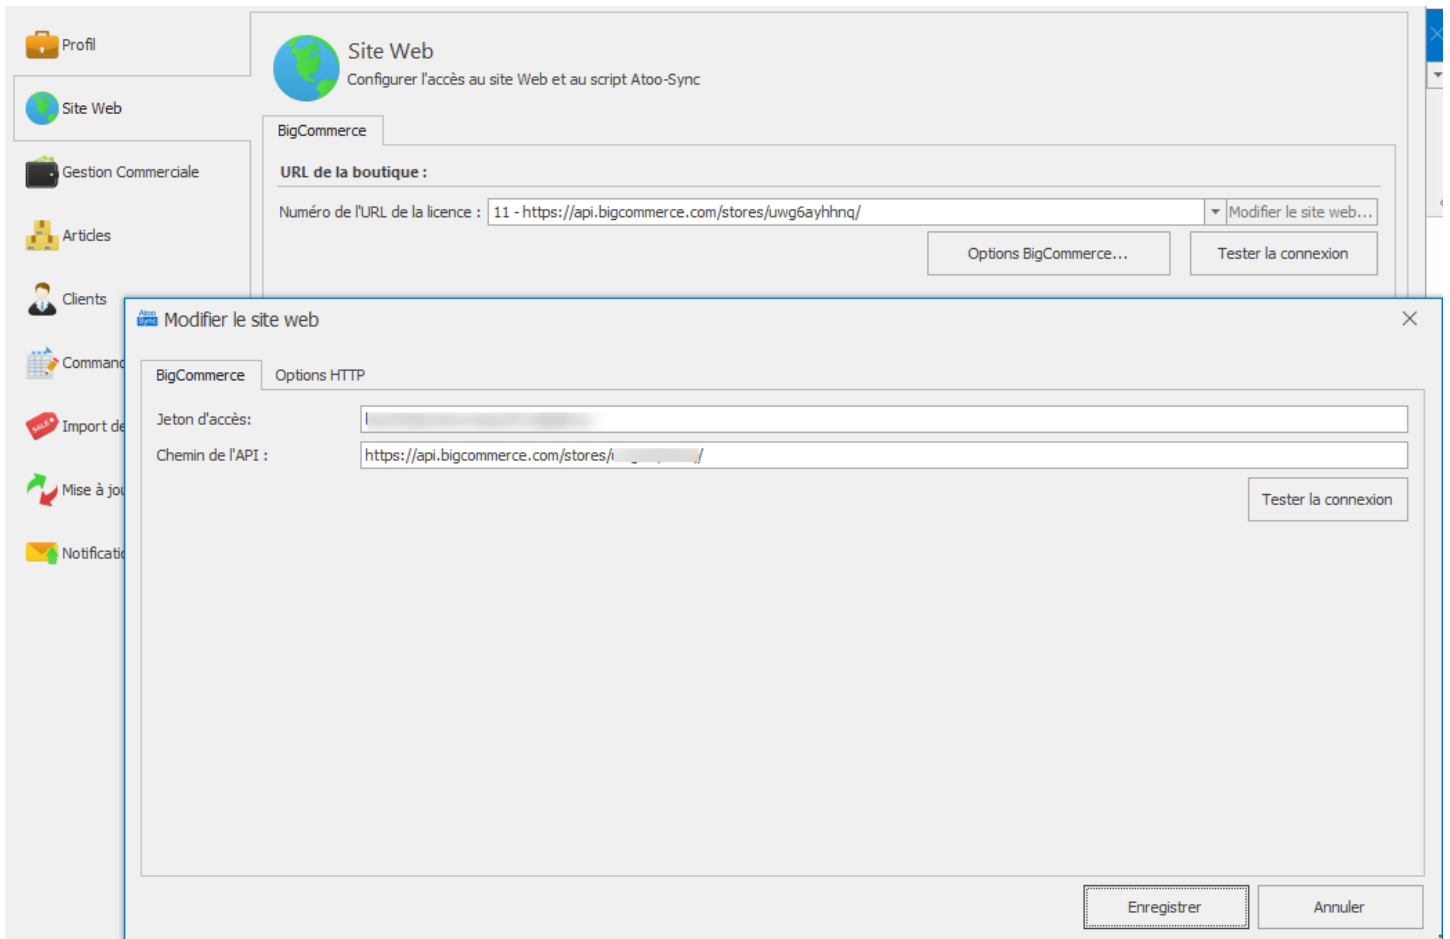 Profil
Site Web
Gestion Commerciale
Articles
Clients
Command
Import de
Mise à jou
Notificatio
Site Web
Configurer l'accès au site Web et au script Atoo-Sync
BigCommerce
URL de la boutique :
Numéro de l'URL de la licence : 11 - https://api.bigcommerce.com/stores/uwg6ayhhnq/ Modifier le site web...
Options BigCommerce... Tester la connexion
Atoo Sync Modifier le site web
BigCommerce Options HTTP
Jeton d'accès:
Chemin de l'API : https://api.bigcommerce.com/stores/
Tester la connexion
Enregistrer Annuler